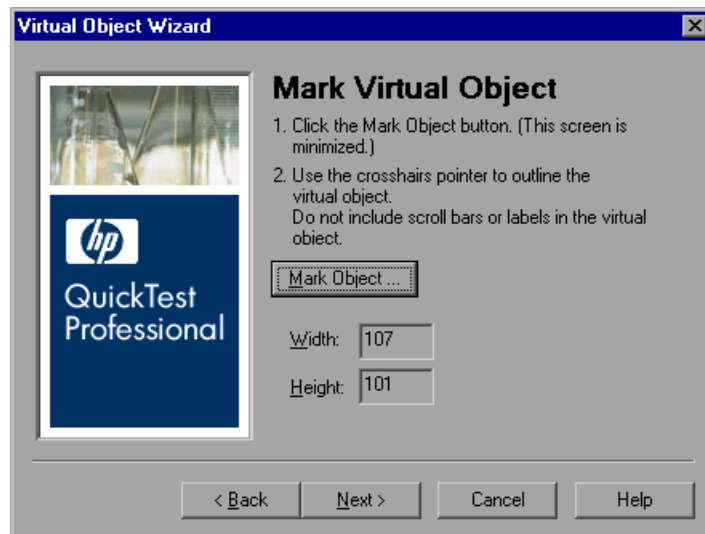 Virtual Object Wizard
Mark Virtual Object
1. Click the Mark Object button. (This screen is
minimized.)
2. Use the crosshairs pointer to outline the
virtual object.
Do not include scroll bars or labels in the virtual
object.
hp
QuickTest
Professional
Mark Object ...
Width: 107
Height: 101
< Back Next > Cancel Help